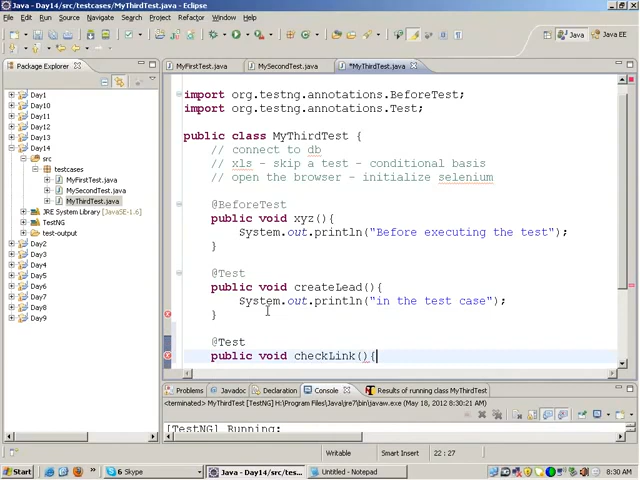 Java - Day14/src/testcases/MyThirdTest.java - Eclipse
File Edit Run Source Navigate Search Project Refactor Window Help
Java Java EE
Package Explorer
MyFirstTest.java MySecondTest.java *MyThirdTest.java
Day1
Day10
Day11
Day12
Day13
Day14
src
testcases
MyFirstTest.java
MySecondTest.java
MyThirdTest.java
JRE System Library [JavaSE-1.6]
TestNG
test-output
Day2
Day3
Day4
Day5
Day6
Day7
Day8
Day9
import org.testng.annotations.BeforeTest;
import org.testng.annotations.Test;
public class MyThirdTest {
// connect to db
// xls - skip a test - conditional basis
// open the browser - initialize selenium
@BeforeTest
public void xyz(){
System.out.println("Before executing the test");
}
@Test
public void createLead(){
System.out.println("in the test case");
}
@Test
public void checkLink(){
Problems Javadoc Declaration Console Results of running class MyThirdTest
<terminated> MyThirdTest [TestNG] H:\Program Files\Java\jre7\bin\javaw.exe (May 18, 2012 8:30:21 AM)
[TestNG] Running:
Writable Smart Insert 22 : 27
Start 6 Skype Java - Day14/src/tes... Untitled - Notepad 8:30 AM